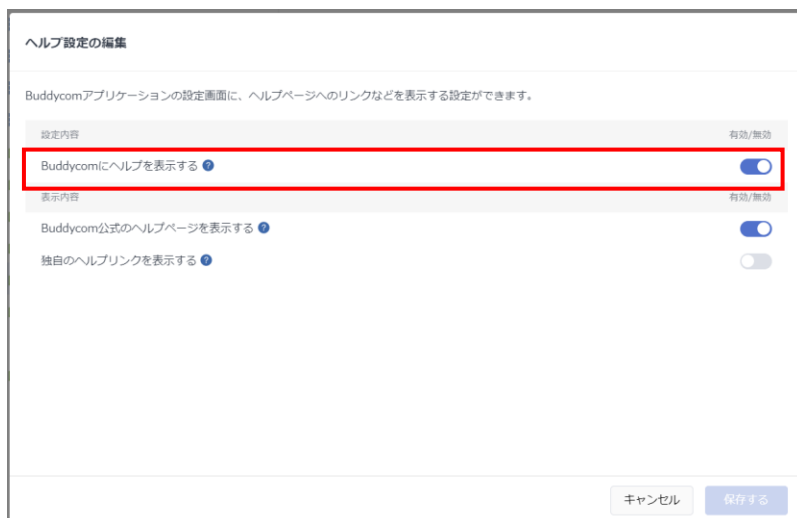 ヘルプ設定の編集
Buddycomアプリケーションの設定画面に、ヘルプページへのリンクなどを表示する設定ができます。
設定内容 有効/無効
Buddycomにヘルプを表示する ?
表示内容 有効/無効
Buddycom公式のヘルプページを表示する ?
独自のヘルプリンクを表示する ?
キャンセル 保存する